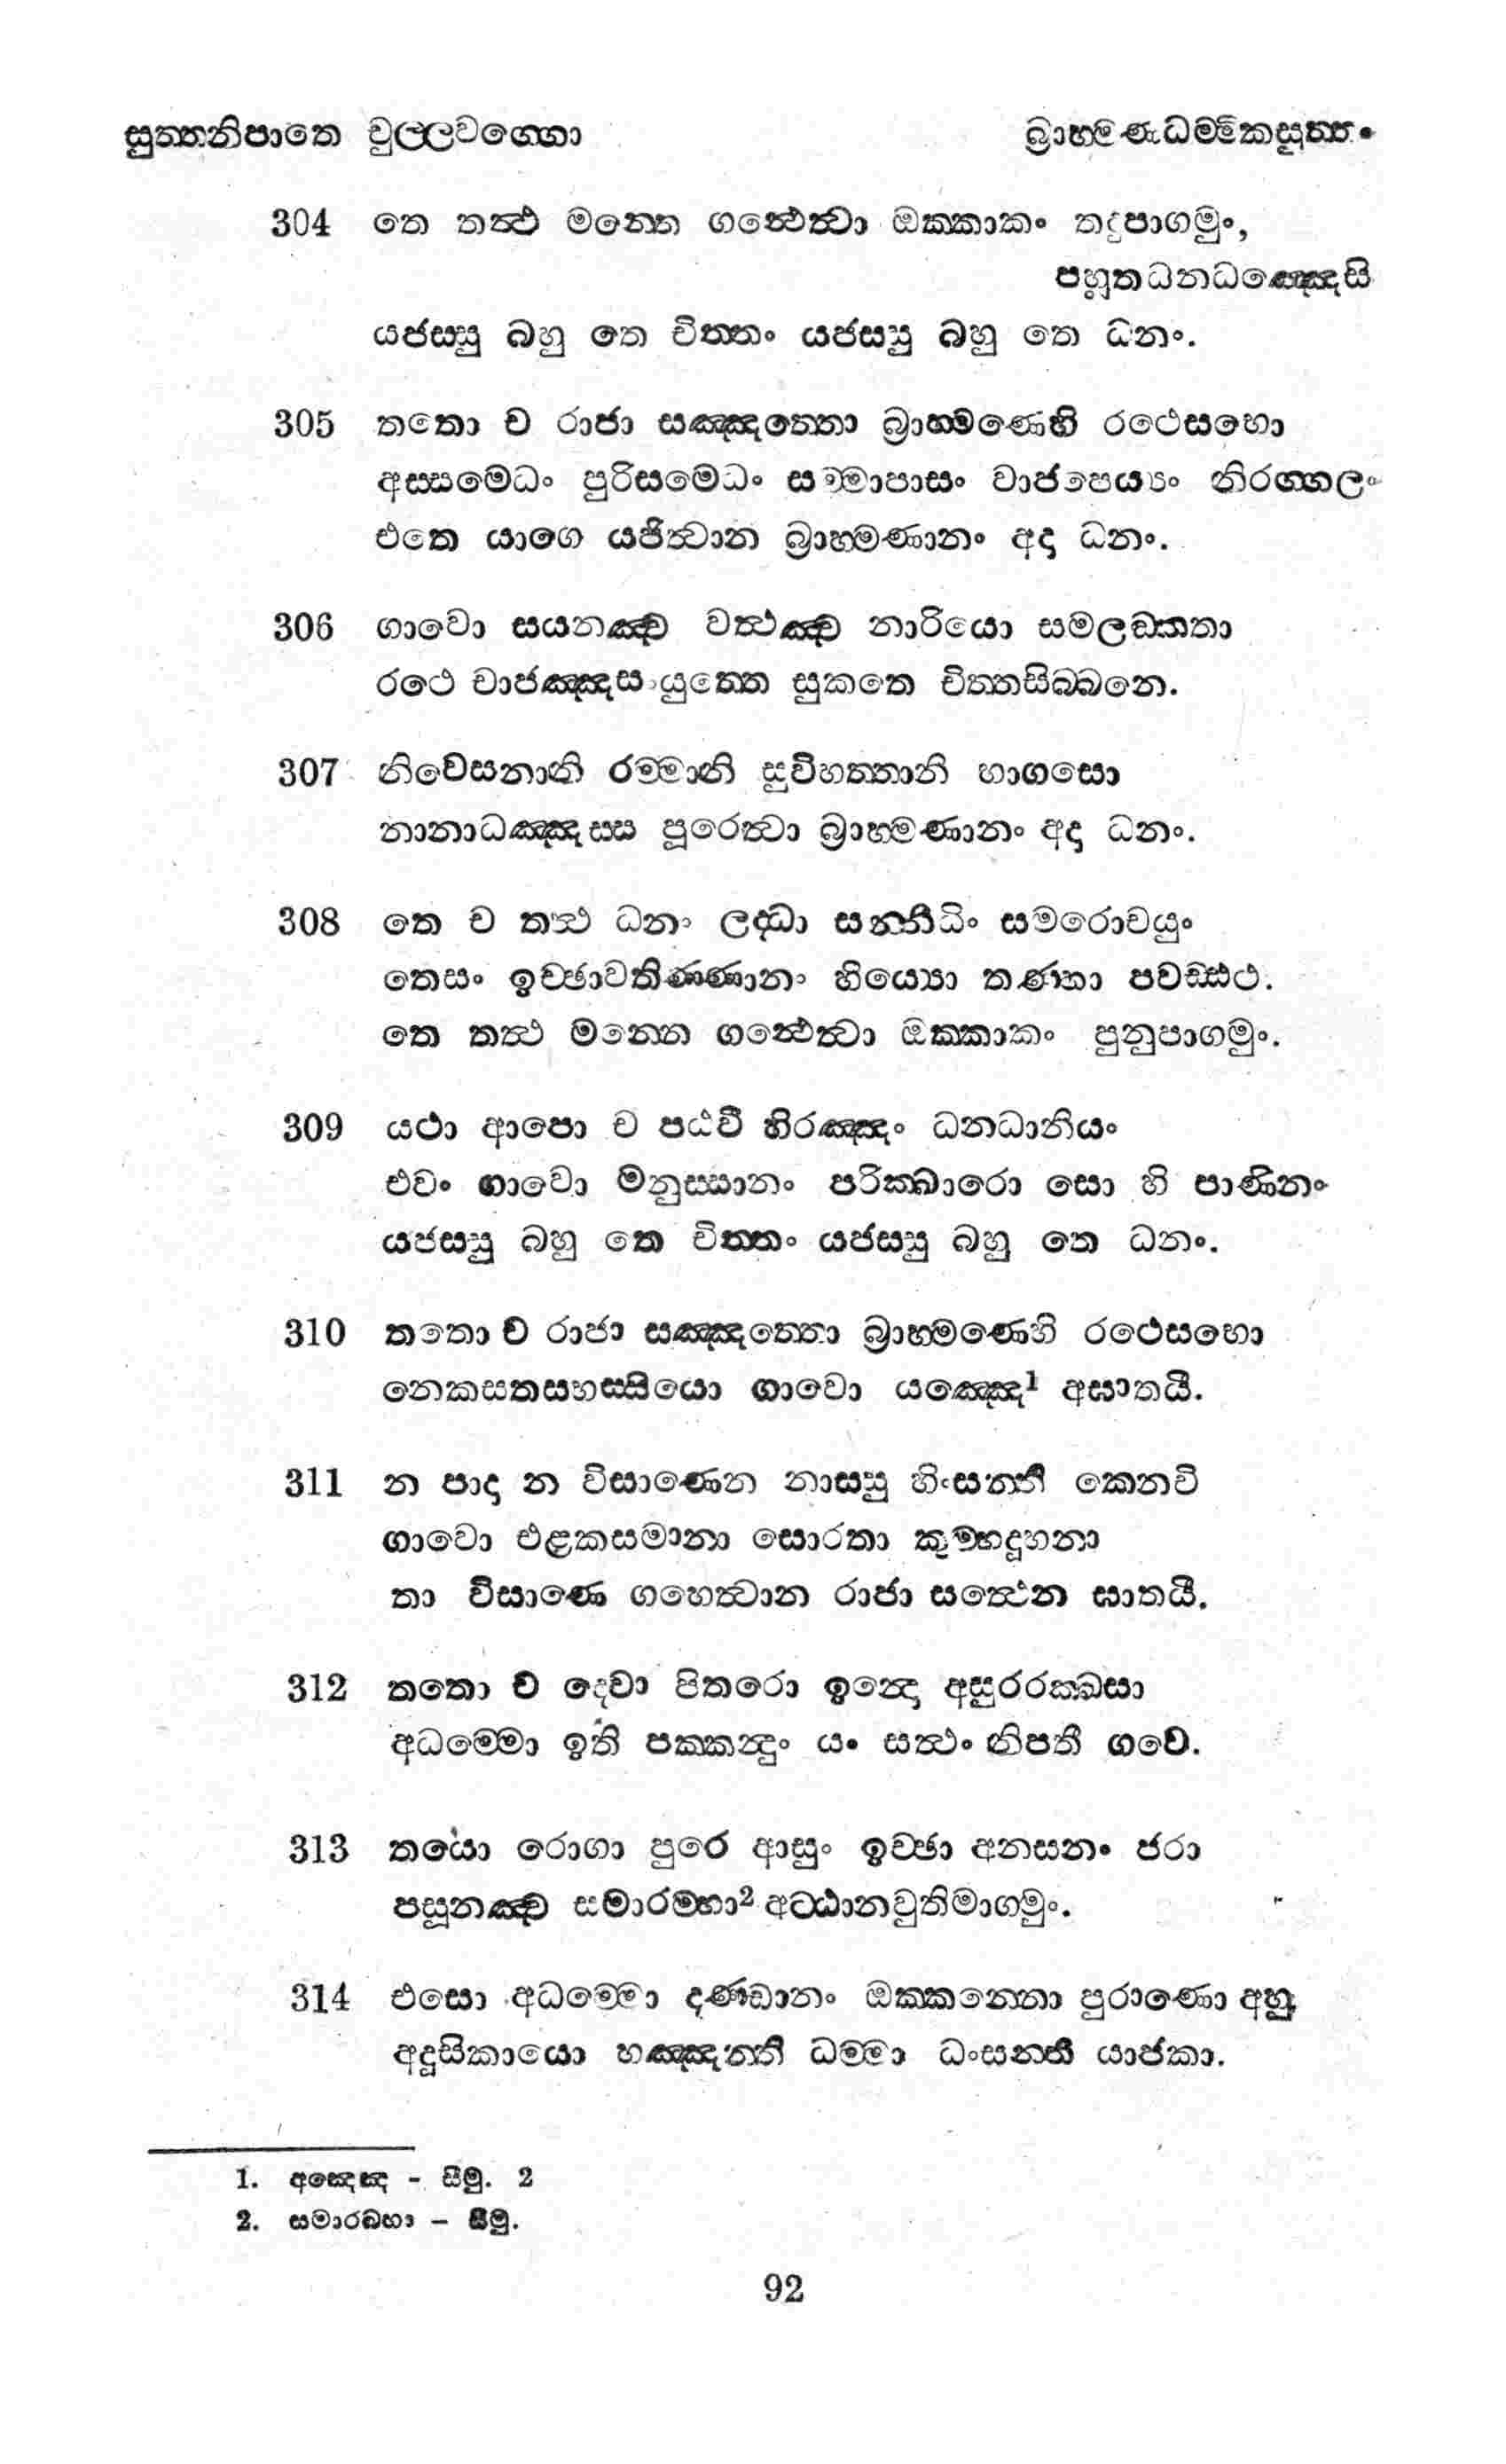 සුත්තනිපාතෙ චුල්ලවග්ගො බ්‍රාහ්මණධම්මිකසුත්තං
304 තෙ තත්‍ථ මන්තෙ ගන්‍ථෙත්‍වා ඔක්කාකං තදුපාගමුං,
පහූතධනධඤ්ඤොසි
යජස්සු බහු තෙ චිත්තං යජස්සු බහු තෙ ධනං.
305 තතො ච රාජා සඤ්ඤත්තො බ්‍රාහ්මණෙහි රථෙසභො
අස්සමෙධං පුරිසමෙධං සම්මාපාසං වාජපෙය්‍යං නිරග්ගලං
එතෙ යාගෙ යජිත්‍වාන බ්‍රාහ්මණානං අදා ධනං.
306 ගාවො සයනඤ්ච වත්‍ථඤ්ච නාරියො සමලඞ්කතා
රථෙ චාජඤ්ඤසංයුත්තෙ සුකතෙ චිත්තසිබ්බනෙ.
307 නිවෙසනානි රම්මානි සුවිභත්තානි භාගසො
නානාධඤ්ඤස්ස පූරෙත්‍වා බ්‍රාහ්මණානං අදා ධනං.
308 තෙ ච තත්‍ථ ධනං ලද්ධා සන්නිධිං සමරොචයුං
තෙසං ඉච්ඡාවතිණ්ණානං භිය්‍යො තණ්හා පවඩ්ඪථ.
තෙ තත්‍ථ මන්තෙ ගන්‍ථෙත්‍වා ඔක්කාකං පුනුපාගමුං.
309 යථා ආපො ච පඨවී හිරඤ්ඤං ධනධානියං
එවං ගාවො මනුස්සානං පරික්ඛාරො සො හි පාණිනං
යජස්සු බහු තෙ චිත්තං යජස්සු බහු තෙ ධනං.
310 තතො ච රාජා සඤ්ඤත්තො බ්‍රාහ්මණෙහි රථෙසභො
නෙකසතසහස්සියො ගාවො යඤ්ඤෙ1 අඝාතයී.
311 න පාදා න විසාණෙන නාස්සු හිංසන්ති කෙනචි
ගාවො එළකසමානා සොරතා කුම්භදූහනා
තා විසාණෙ ගහෙත්‍වාන රාජා සත්‍ථෙන ඝාතයී.
312 තතො ච දෙවා පිතරො ඉන්‍දො අසුරරක්ඛසා
අධම්මො ඉති පක්කන්‍දුං යං සත්‍ථං නිපතී ගවෙ.
313 තයො රොගා පුරෙ ආසුං ඉච්ඡා අනසනං ජරා
පසූනඤ්ච සමාරම්භා2 අට්ඨානවුතිමාගමුං.
314 එසො අධම්මො දණ්ඩානං ඔක්කන්තො පුරාණො අහු
අදූසිකායො හඤ්ඤන්ති ධම්මා ධංසන්ති යාජකා.
1. අඤ්ඤෙ - සීමු. 2
2. සමාරබ්භා – සීමු.
92